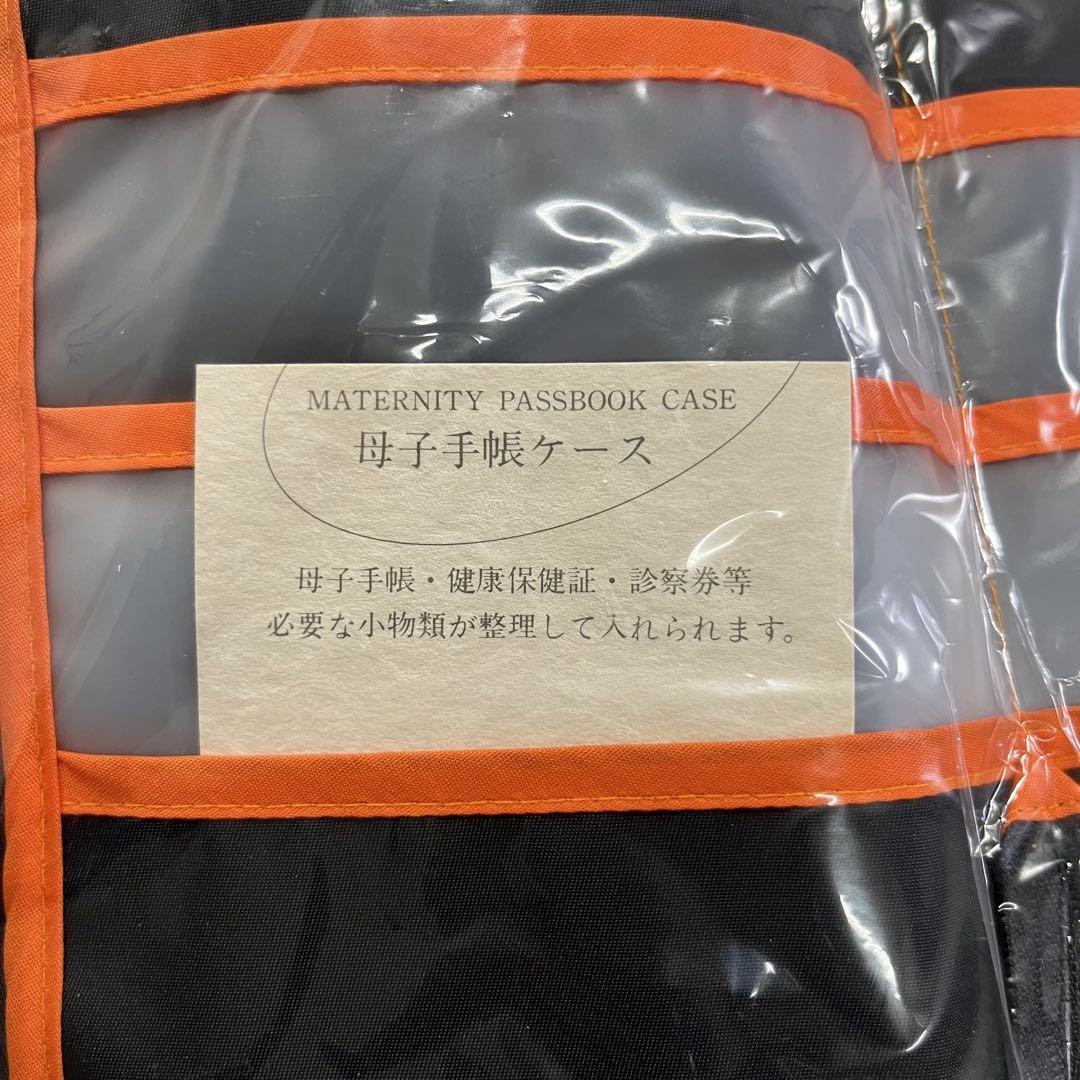 MATERNITY PASSBOOK CASE
母子手帳ケース
母子手帳・健康保健証・診察券等
必要な小物類が整理して入れられます。